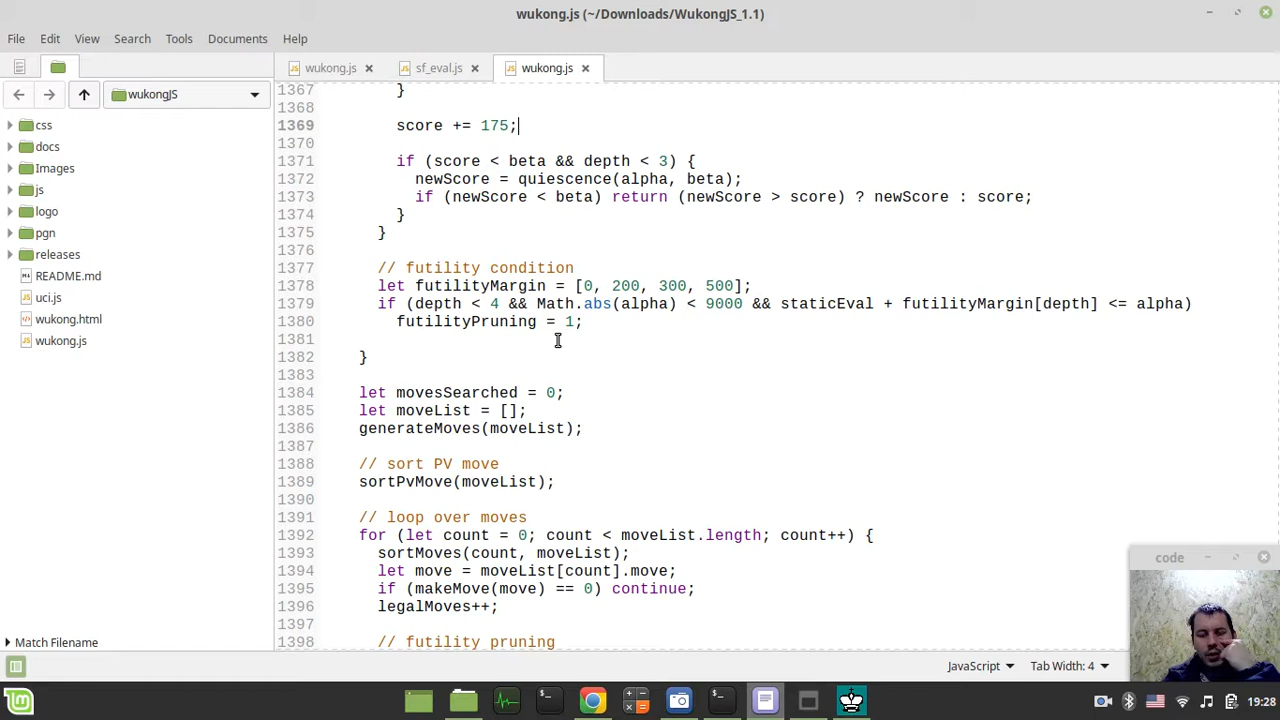 wukong.js (~/Downloads/WukongJS_1.1)
File Edit View Search Tools Documents Help
wukong.js sf_eval.js wukong.js
wukongJS
css
docs
Images
js
logo
pgn
releases
README.md
uci.js
wukong.html
wukong.js
Match Filename
1367 }
1368
1369 score += 175;
1370
1371 if (score < beta && depth < 3) {
1372 newScore = quiescence(alpha, beta);
1373 if (newScore < beta) return (newScore > score) ? newScore : score;
1374 }
1375 }
1376
1377 // futility condition
1378 let futilityMargin = [0, 200, 300, 500];
1379 if (depth < 4 && Math.abs(alpha) < 9000 && staticEval + futilityMargin[depth] <= alpha)
1380 futilityPruning = 1;
1381
1382 }
1383
1384 let movesSearched = 0;
1385 let moveList = [];
1386 generateMoves(moveList);
1387
1388 // sort PV move
1389 sortPvMove(moveList);
1390
1391 // loop over moves
1392 for (let count = 0; count < moveList.length; count++) {
1393 sortMoves(count, moveList);
1394 let move = moveList[count].move;
1395 if (makeMove(move) == 0) continue;
1396 legalMoves++;
1397
1398 // futility pruning
code
JavaScript Tab Width: 4
19:28